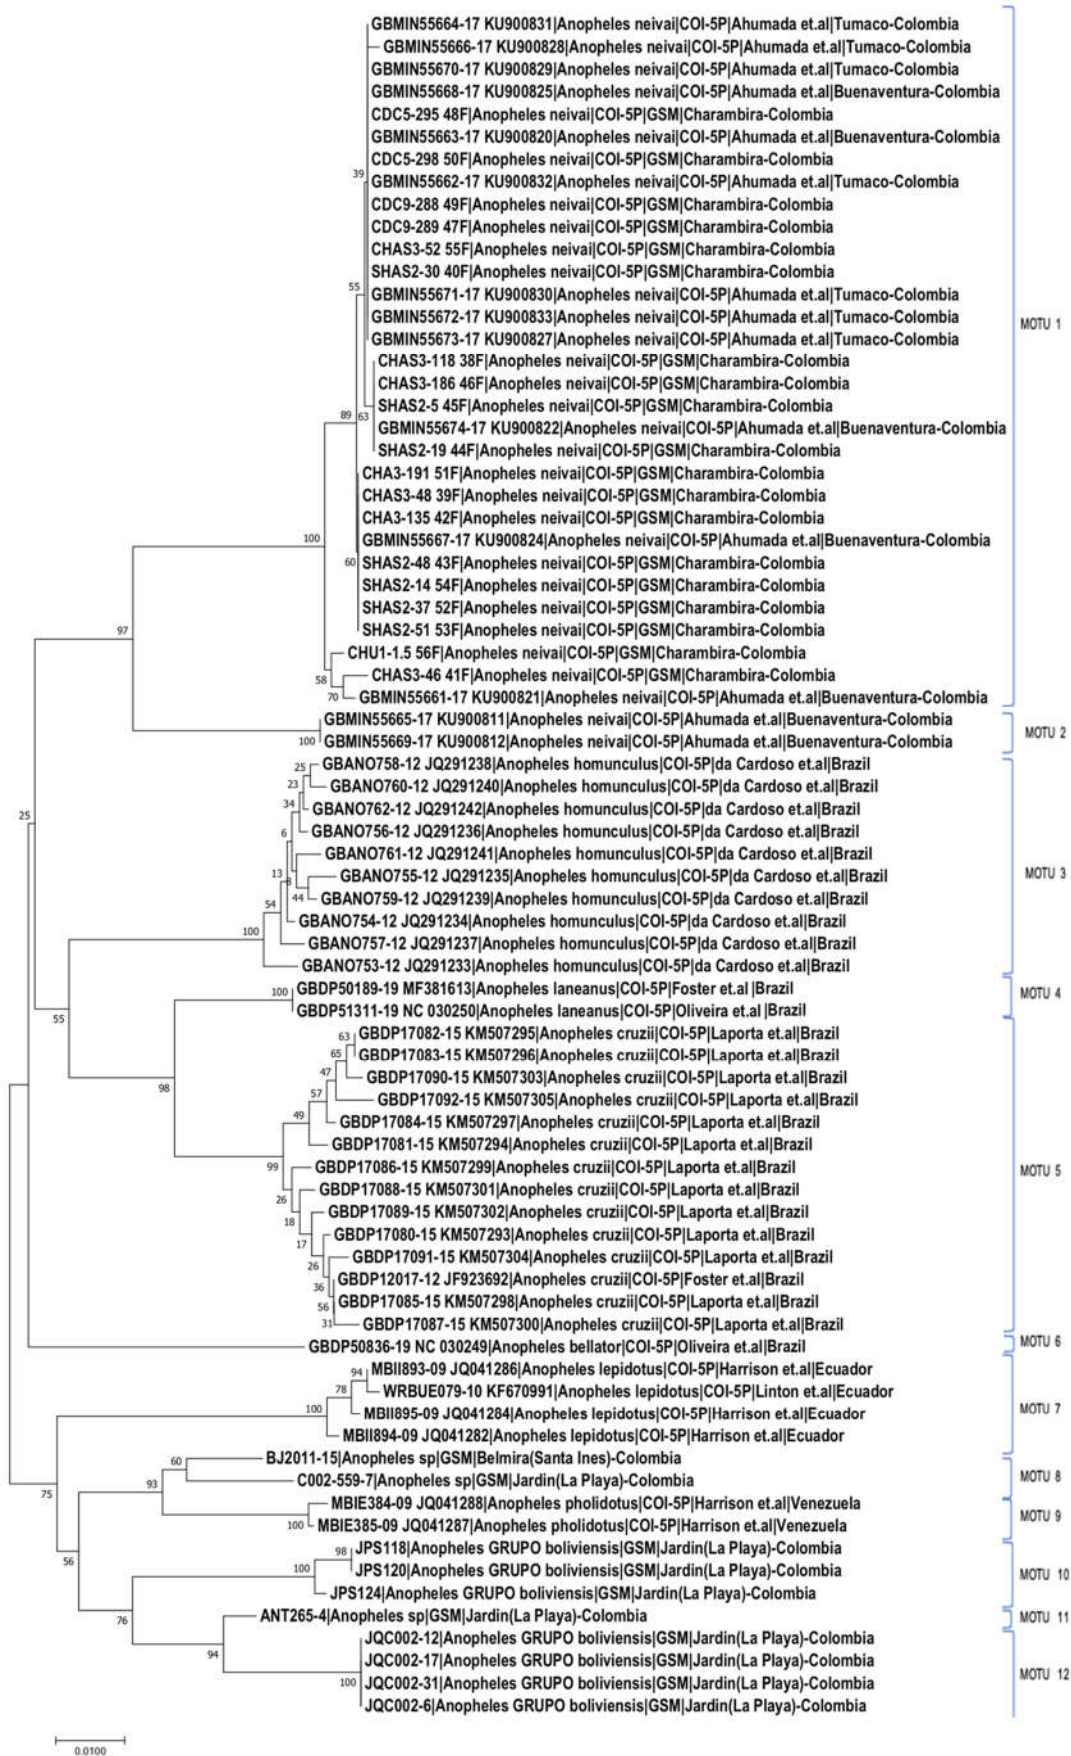 GBMIN55664-17 KU900831|Anopheles neivai|COI-5P|Ahumada et.al|Tumaco-Colombia
GBMIN55666-17 KU900828|Anopheles neivai|COI-5P|Ahumada et.al|Tumaco-Colombia
GBMIN55670-17 KU900829|Anopheles neivai|COI-5P|Ahumada et.al|Tumaco-Colombia
GBMIN55668-17 KU900825|Anopheles neivai|COI-5P|Ahumada et.al|Buenaventura-Colombia
CDC5-295 48F|Anopheles neivai|COI-5P|GSM|Charambira-Colombia
GBMIN55663-17 KU900820|Anopheles neivai|COI-5P|Ahumada et.al|Buenaventura-Colombia
CDC5-298 50F|Anopheles neivai|COI-5P|GSM|Charambira-Colombia
39
GBMIN55662-17 KU900832|Anopheles neivai|COI-5P|Ahumada et.al|Tumaco-Colombia
CDC9-288 49F|Anopheles neivai|COI-5P|GSM|Charambira-Colombia
CDC9-289 47F|Anopheles neivai|COI-5P|GSM|Charambira-Colombia
CHAS3-52 55F|Anopheles neivai|COI-5P|GSM|Charambira-Colombia
SHAS2-30 40F|Anopheles neivai|COI-5P|GSM|Charambira-Colombia
55
GBMIN55671-17 KU900830|Anopheles neivai|COI-5P|Ahumada et.al|Tumaco-Colombia
GBMIN55672-17 KU900833|Anopheles neivai|COI-5P|Ahumada et.al|Tumaco-Colombia
MOTU 1
GBMIN55673-17 KU900827|Anopheles neivai|COI-5P|Ahumada et.al|Tumaco-Colombia
CHAS3-118 38F|Anopheles neivai|COI-5P|GSM|Charambira-Colombia
CHAS3-186 46F|Anopheles neivai|COI-5P|GSM|Charambira-Colombia
SHAS2-5 45F|Anopheles neivai|COI-5P|GSM|Charambira-Colombia
89
63
GBMIN55674-17 KU900822|Anopheles neivai|COI-5P|Ahumada et.al|Buenaventura-Colombia
SHAS2-19 44F|Anopheles neivai|COI-5P|GSM|Charambira-Colombia
CHA3-191 51F|Anopheles neivai|COI-5P|GSM|Charambira-Colombia
CHAS3-48 39F|Anopheles neivai|COI-5P|GSM|Charambira-Colombia
CHA3-135 42F|Anopheles neivai|COI-5P|GSM|Charambira-Colombia
100
GBMIN55667-17 KU900824|Anopheles neivai|COI-5P|Ahumada et.al|Buenaventura-Colombia
60
SHAS2-48 43F|Anopheles neivai|COI-5P|GSM|Charambira-Colombia
SHAS2-14 54F|Anopheles neivai|COI-5P|GSM|Charambira-Colombia
SHAS2-37 52F|Anopheles neivai|COI-5P|GSM|Charambira-Colombia
97
SHAS2-51 53F|Anopheles neivai|COI-5P|GSM|Charambira-Colombia
CHU1-1.5 56F|Anopheles neivai|COI-5P|GSM|Charambira-Colombia
58
CHAS3-46 41F|Anopheles neivai|COI-5P|GSM|Charambira-Colombia
70
GBMIN55661-17 KU900821|Anopheles neivai|COI-5P|Ahumada et.al|Buenaventura-Colombia
GBMIN55665-17 KU900811|Anopheles neivai|COI-5P|Ahumada et.al|Buenaventura-Colombia
MOTU 2
100
GBMIN55669-17 KU900812|Anopheles neivai|COI-5P|Ahumada et.al|Buenaventura-Colombia
25
GBANO758-12 JQ291238|Anopheles homunculus|COI-5P|da Cardoso et.al|Brazil
23
GBANO760-12 JQ291240|Anopheles homunculus|COI-5P|da Cardoso et.al|Brazil
34
GBANO762-12 JQ291242|Anopheles homunculus|COI-5P|da Cardoso et.al|Brazil
25
GBANO756-12 JQ291236|Anopheles homunculus|COI-5P|da Cardoso et.al|Brazil
6
GBANO761-12 JQ291241|Anopheles homunculus|COI-5P|da Cardoso et.al|Brazil
MOTU 3
13
8
GBANO755-12 JQ291235|Anopheles homunculus|COI-5P|da Cardoso et.al|Brazil
44
GBANO759-12 JQ291239|Anopheles homunculus|COI-5P|da Cardoso et.al|Brazil
54
GBANO754-12 JQ291234|Anopheles homunculus|COI-5P|da Cardoso et.al|Brazil
100
GBANO757-12 JQ291237|Anopheles homunculus|COI-5P|da Cardoso et.al|Brazil
GBANO753-12 JQ291233|Anopheles homunculus|COI-5P|da Cardoso et.al|Brazil
100
GBDP50189-19 MF381613|Anopheles laneanus|COI-5P|Foster et.al|Brazil
MOTU 4
GBDP51311-19 NC 030250|Anopheles laneanus|COI-5P|Oliveira et.al|Brazil
55
63
GBDP17082-15 KM507295|Anopheles cruzii|COI-5P|Laporta et.al|Brazil
65
GBDP17083-15 KM507296|Anopheles cruzii|COI-5P|Laporta et.al|Brazil
47
GBDP17090-15 KM507303|Anopheles cruzii|COI-5P|Laporta et.al|Brazil
98
57
GBDP17092-15 KM507305|Anopheles cruzii|COI-5P|Laporta et.al|Brazil
49
GBDP17084-15 KM507297|Anopheles cruzii|COI-5P|Laporta et.al|Brazil
GBDP17081-15 KM507294|Anopheles cruzii|COI-5P|Laporta et.al|Brazil
99
GBDP17086-15 KM507299|Anopheles cruzii|COI-5P|Laporta et.al|Brazil
MOTU 5
GBDP17088-15 KM507301|Anopheles cruzii|COI-5P|Laporta et.al|Brazil
26
GBDP17089-15 KM507302|Anopheles cruzii|COI-5P|Laporta et.al|Brazil
18
GBDP17080-15 KM507293|Anopheles cruzii|COI-5P|Laporta et.al|Brazil
17
GBDP17091-15 KM507304|Anopheles cruzii|COI-5P|Laporta et.al|Brazil
26
GBDP12017-12 JF923692|Anopheles cruzii|COI-5P|Foster et.al|Brazil
36
GBDP17085-15 KM507298|Anopheles cruzii|COI-5P|Laporta et.al|Brazil
56
31
GBDP17087-15 KM507300|Anopheles cruzii|COI-5P|Laporta et.al|Brazil
GBDP50836-19 NC 030249|Anopheles bellator|COI-5P|Oliveira et.al|Brazil
MOTU 6
94
MBII893-09 JQ041286|Anopheles lepidotus|COI-5P|Harrison et.al|Ecuador
78
WRBUE079-10 KF670991|Anopheles lepidotus|COI-5P|Linton et.al|Ecuador
100
MBII895-09 JQ041284|Anopheles lepidotus|COI-5P|Harrison et.al|Ecuador
MOTU 7
MBII894-09 JQ041282|Anopheles lepidotus|COI-5P|Harrison et.al|Ecuador
60
BJ2011-15|Anopheles sp|GSM|Belmira(Santa Ines)-Colombia
MOTU 8
93
C002-559-7|Anopheles sp|GSM|Jardin(La Playa)-Colombia
75
MBIE384-09 JQ041288|Anopheles pholidotus|COI-5P|Harrison et.al|Venezuela
MOTU 9
100
MBIE385-09 JQ041287|Anopheles pholidotus|COI-5P|Harrison et.al|Venezuela
98
JPS118|Anopheles GRUPO boliviensis|GSM|Jardin(La Playa)-Colombia
56
100
JPS120|Anopheles GRUPO boliviensis|GSM|Jardin(La Playa)-Colombia
MOTU 10
JPS124|Anopheles GRUPO boliviensis|GSM|Jardin(La Playa)-Colombia
76
ANT265-4|Anopheles sp|GSM|Jardin(La Playa)-Colombia
MOTU 11
JQC002-12|Anopheles GRUPO boliviensis|GSM|Jardin(La Playa)-Colombia
94
JQC002-17|Anopheles GRUPO boliviensis|GSM|Jardin(La Playa)-Colombia
MOTU 12
100
JQC002-31|Anopheles GRUPO boliviensis|GSM|Jardin(La Playa)-Colombia
JQC002-6|Anopheles GRUPO boliviensis|GSM|Jardin(La Playa)-Colombia
0.0100